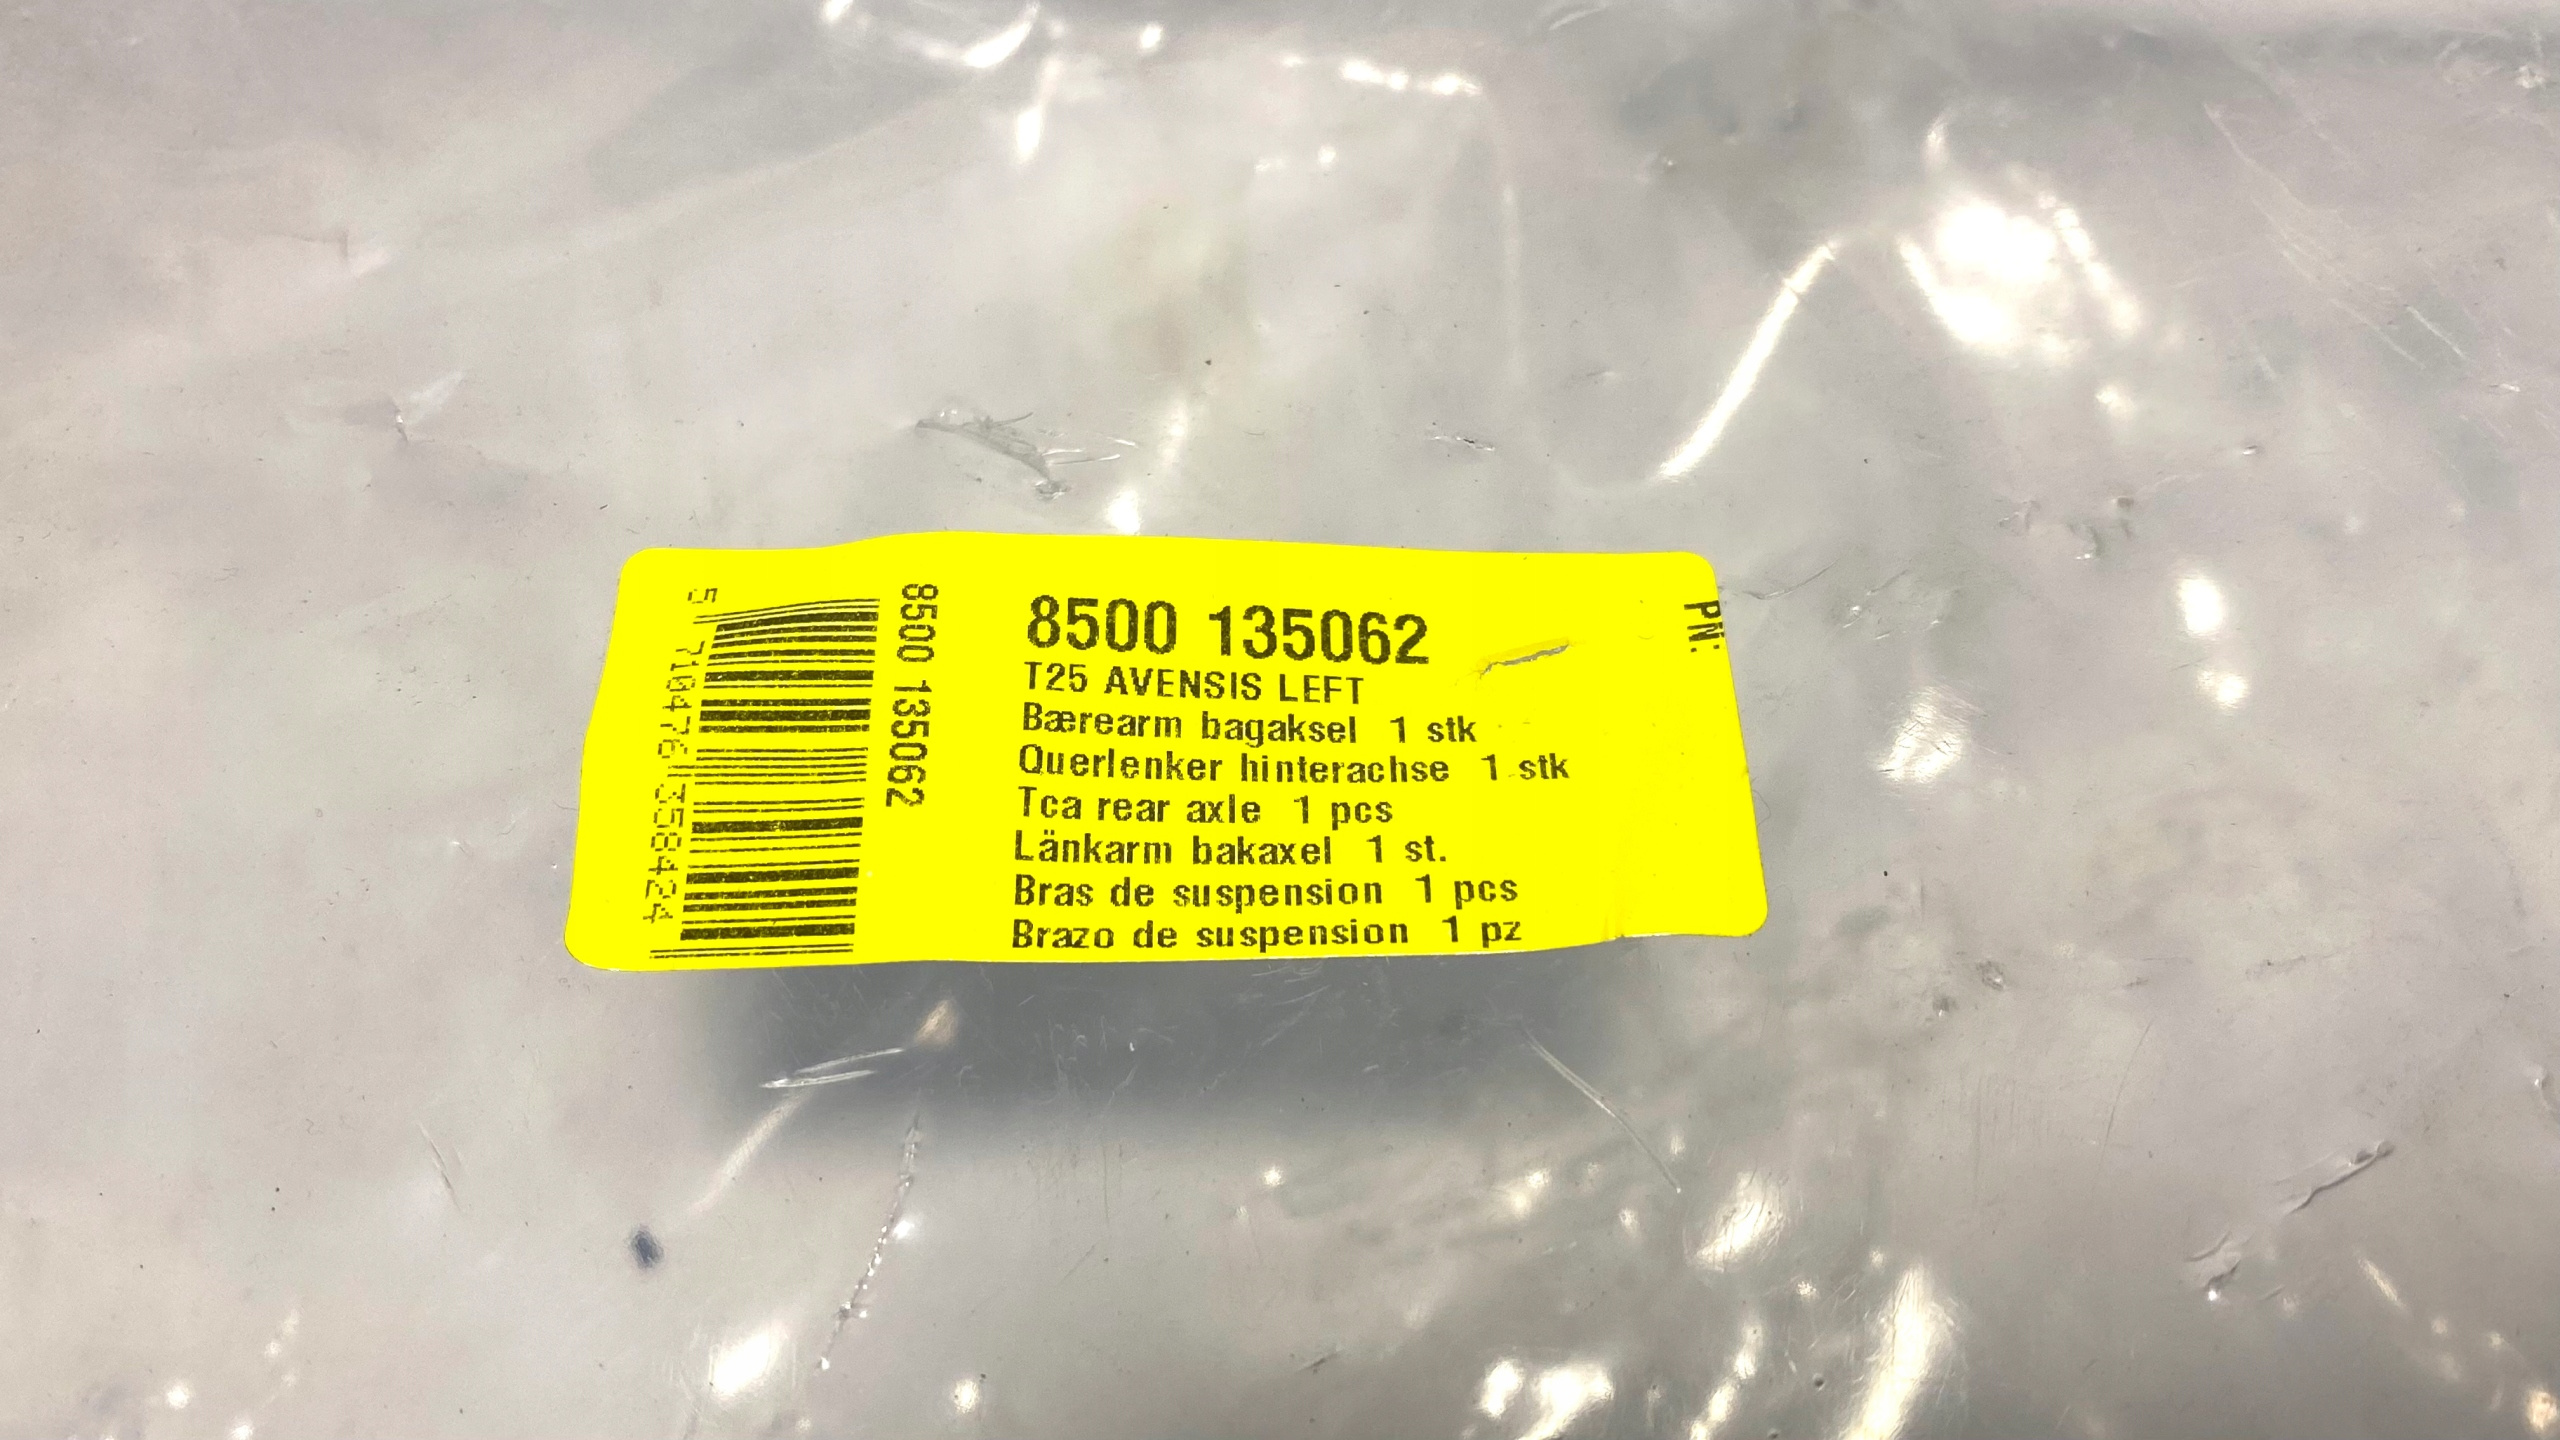 8500 135062
T25 AVENSIS LEFT
Bærearm bagaksel 1 stk
Querlenker hinterachse 1 stk
Tca rear axle 1 pcs
Länkarm bakaxel 1 st.
Bras de suspension 1 pcs
Brazo de suspension 1 pz
PN:
8500 135062
5 710476 358424